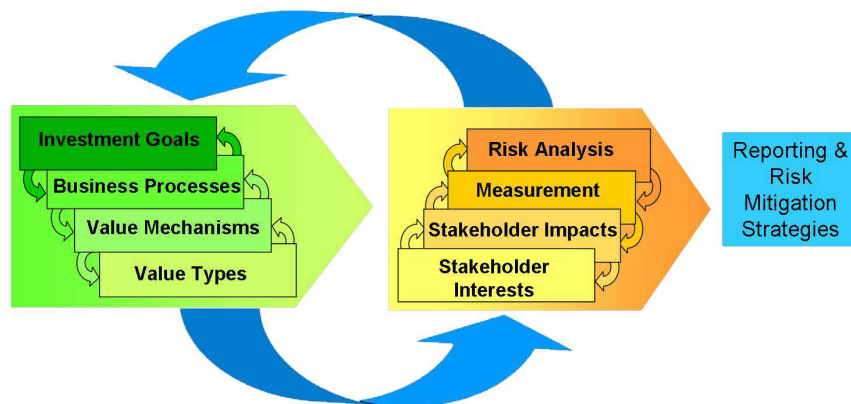 Investment Goals
Business Processes
Value Mechanisms
Value Types
Risk Analysis
Measurement
Stakeholder Impacts
Stakeholder
Interests
Reporting &
Risk
Mitigation
Strategies